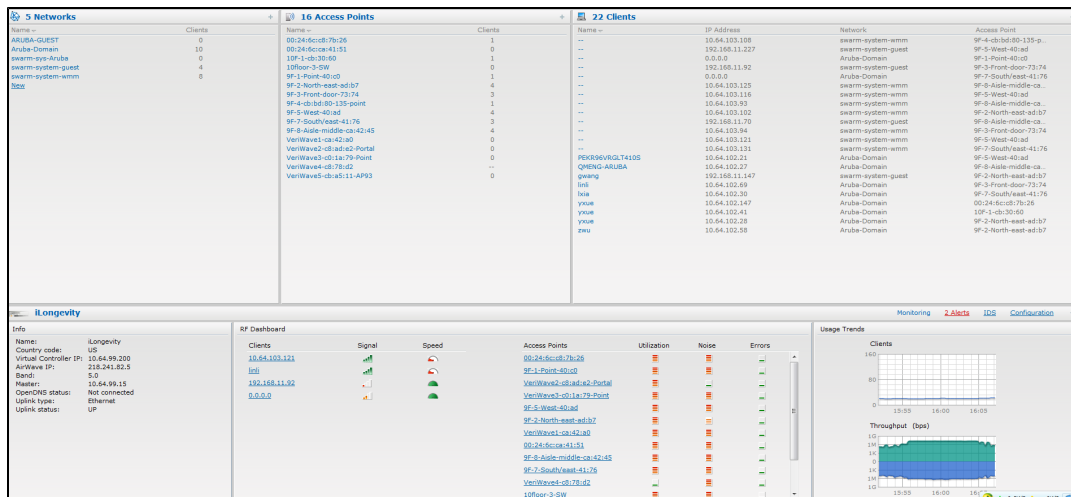 5 Networks +
Name Clients
ARUBA-GUEST 0
Aruba-Domain 10
swarm-sys-Aruba 0
swarm-system-guest 4
swarm-system-wmm 8
New
16 Access Points +
Name Clients
00:24:6c:c8:7b:26 1
00:24:6c:ca:41:51 0
10F-1-cb:30:60 1
10floor-3-SW 0
9F-1-Point-40:c0 1
9F-2-North-east-ad:b7 4
9F-3-Front-door-73:74 3
9F-4-cb:bd:80-135-point 1
9F-5-West-40:ad 4
9F-7-South/east-41:76 3
9F-8-Aisle-middle-ca:42:45 4
VeriWave1-ca:42:a0 0
VeriWave2-c8:ad:e2-Portal 0
VeriWave3-c0:1a:79-Point 0
VeriWave4-c8:78:d2 --
VeriWave5-cb:a5:11-AP93 0
22 Clients
Name IP Address Network Access Point
-- 10.64.103.108 swarm-system-wmm 9F-4-cb:bd:80-135-p...
-- 192.168.11.227 swarm-system-guest 9F-5-West-40:ad
-- 0.0.0.0 Aruba-Domain 9F-1-Point-40:c0
-- 192.168.11.92 swarm-system-guest 9F-3-Front-door-73:74
-- 0.0.0.0 Aruba-Domain 9F-7-South/east-41:76
-- 10.64.103.125 swarm-system-wmm 9F-8-Aisle-middle-ca...
-- 10.64.103.116 swarm-system-wmm 9F-5-West-40:ad
-- 10.64.103.93 swarm-system-wmm 9F-8-Aisle-middle-ca...
-- 10.64.103.102 swarm-system-wmm 9F-2-North-east-ad:b7
-- 192.168.11.70 swarm-system-guest 9F-8-Aisle-middle-ca...
-- 10.64.103.94 swarm-system-wmm 9F-3-Front-door-73:74
-- 10.64.103.121 swarm-system-wmm 9F-5-West-40:ad
-- 10.64.103.131 swarm-system-wmm 9F-7-South/east-41:76
PEKR96VRGLT410S 10.64.102.21 Aruba-Domain 9F-5-West-40:ad
QMENG-ARUBA 10.64.102.27 Aruba-Domain 9F-8-Aisle-middle-ca...
gwang 192.168.11.147 swarm-system-guest 9F-2-North-east-ad:b7
linli 10.64.102.69 Aruba-Domain 9F-3-Front-door-73:74
lxia 10.64.102.30 Aruba-Domain 9F-7-South/east-41:76
yxue 10.64.102.147 Aruba-Domain 00:24:6c:c8:7b:26
yxue 10.64.102.41 Aruba-Domain 10F-1-cb:30:60
yxue 10.64.102.28 Aruba-Domain 9F-2-North-east-ad:b7
zwu 10.64.102.58 Aruba-Domain 9F-2-North-east-ad:b7
iLongevity
Monitoring 2 Alerts IDS Configuration
Info
Name: iLongevity
Country code: US
Virtual Controller IP: 10.64.99.200
AirWave IP: 218.241.82.5
Band: 5.0
Master: 10.64.99.15
OpenDNS status: Not connected
Uplink type: Ethernet
Uplink status: UP
RF Dashboard
Clients Signal Speed
10.64.103.121
linli
192.168.11.92
0.0.0.0
Access Points Utilization Noise Errors
00:24:6c:c8:7b:26
9F-1-Point-40:c0
VeriWave2-c8:ad:e2-Portal
VeriWave3-c0:1a:79-Point
9F-5-West-40:ad
9F-2-North-east-ad:b7
VeriWave1-ca:42:a0
00:24:6c:ca:41:51
9F-8-Aisle-middle-ca:42:45
9F-7-South/east-41:76
VeriWave4-c8:78:d2
10floor-3-SW
Usage Trends
Clients
160
80
0
15:55 16:00 16:05
Throughput (bps)
1G
1M
1K
0
1K
1M
1G
15:55 16:00